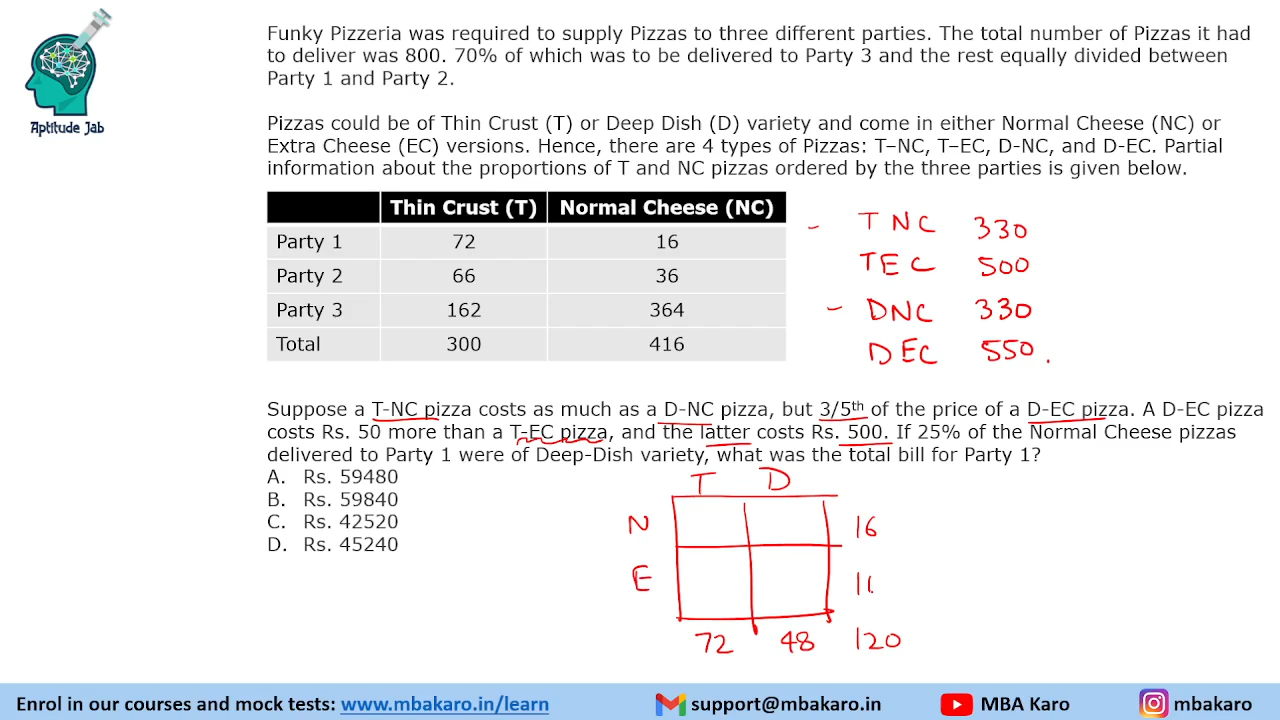 Funky Pizzeria was required to supply Pizzas to three different parties. The total number of Pizzas it had
to deliver was 800. 70% of which was to be delivered to Party 3 and the rest equally divided between
Party 1 and Party 2.
Aptitude Jab
Pizzas could be of Thin Crust (T) or Deep Dish (D) variety and come in either Normal Cheese (NC) or
Extra Cheese (EC) versions. Hence, there are 4 types of Pizzas: T–NC, T–EC, D-NC, and D-EC. Partial
information about the proportions of T and NC pizzas ordered by the three parties is given below.
Thin Crust (T) Normal Cheese (NC)
Party 1 72 16
Party 2 66 36
Party 3 162 364
Total 300 416
- TNC 330
TEC 500
- DNC 330
DEC 550.
Suppose a T-NC pizza costs as much as a D-NC pizza, but 3/5th of the price of a D-EC pizza. A D-EC pizza
costs Rs. 50 more than a T-EC pizza, and the latter costs Rs. 500. If 25% of the Normal Cheese pizzas
delivered to Party 1 were of Deep-Dish variety, what was the total bill for Party 1?
A. Rs. 59480
B. Rs. 59840
C. Rs. 42520
D. Rs. 45240
T D
N 16
E 11
72 48 120
Enrol in our courses and mock tests: www.mbakaro.in/learn support@mbakaro.in MBA Karo mbakaro